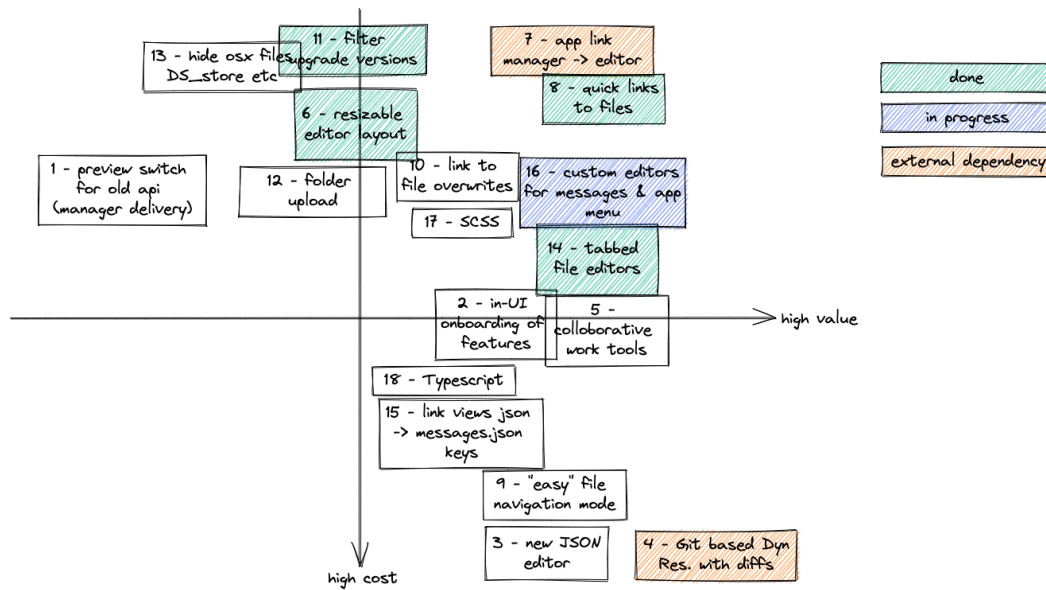 13 - hide osx files
DS_store etc
11 - filter
upgrade versions
7 - app link
manager -> editor
8 - quick links
to files
done
in progress
external dependency
6 - resizable
editor layout
1 - preview switch
for old api
(manager delivery)
12 - folder
upload
10 - link to
file overwrites
16 - custom editors
for messages & app
menu
17 - SCSS
14 - tabbed
file editors
2 - in-UI
onboarding of
features
5 -
colloborative
work tools
high value
18 - Typescript
15 - link views json
-> messages.json
keys
9 - "easy" file
navigation mode
3 - new JSON
editor
4 - Git based Dyn
Res. with diffs
high cost